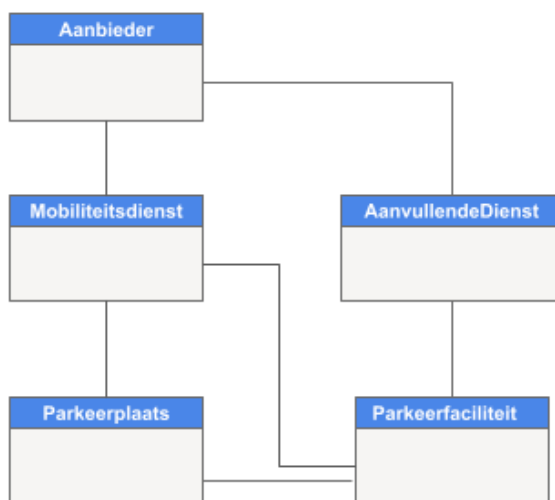 Aanbieder
Mobiliteitsdienst
AanvullendeDienst
Parkeerplaats
Parkeerfaciliteit